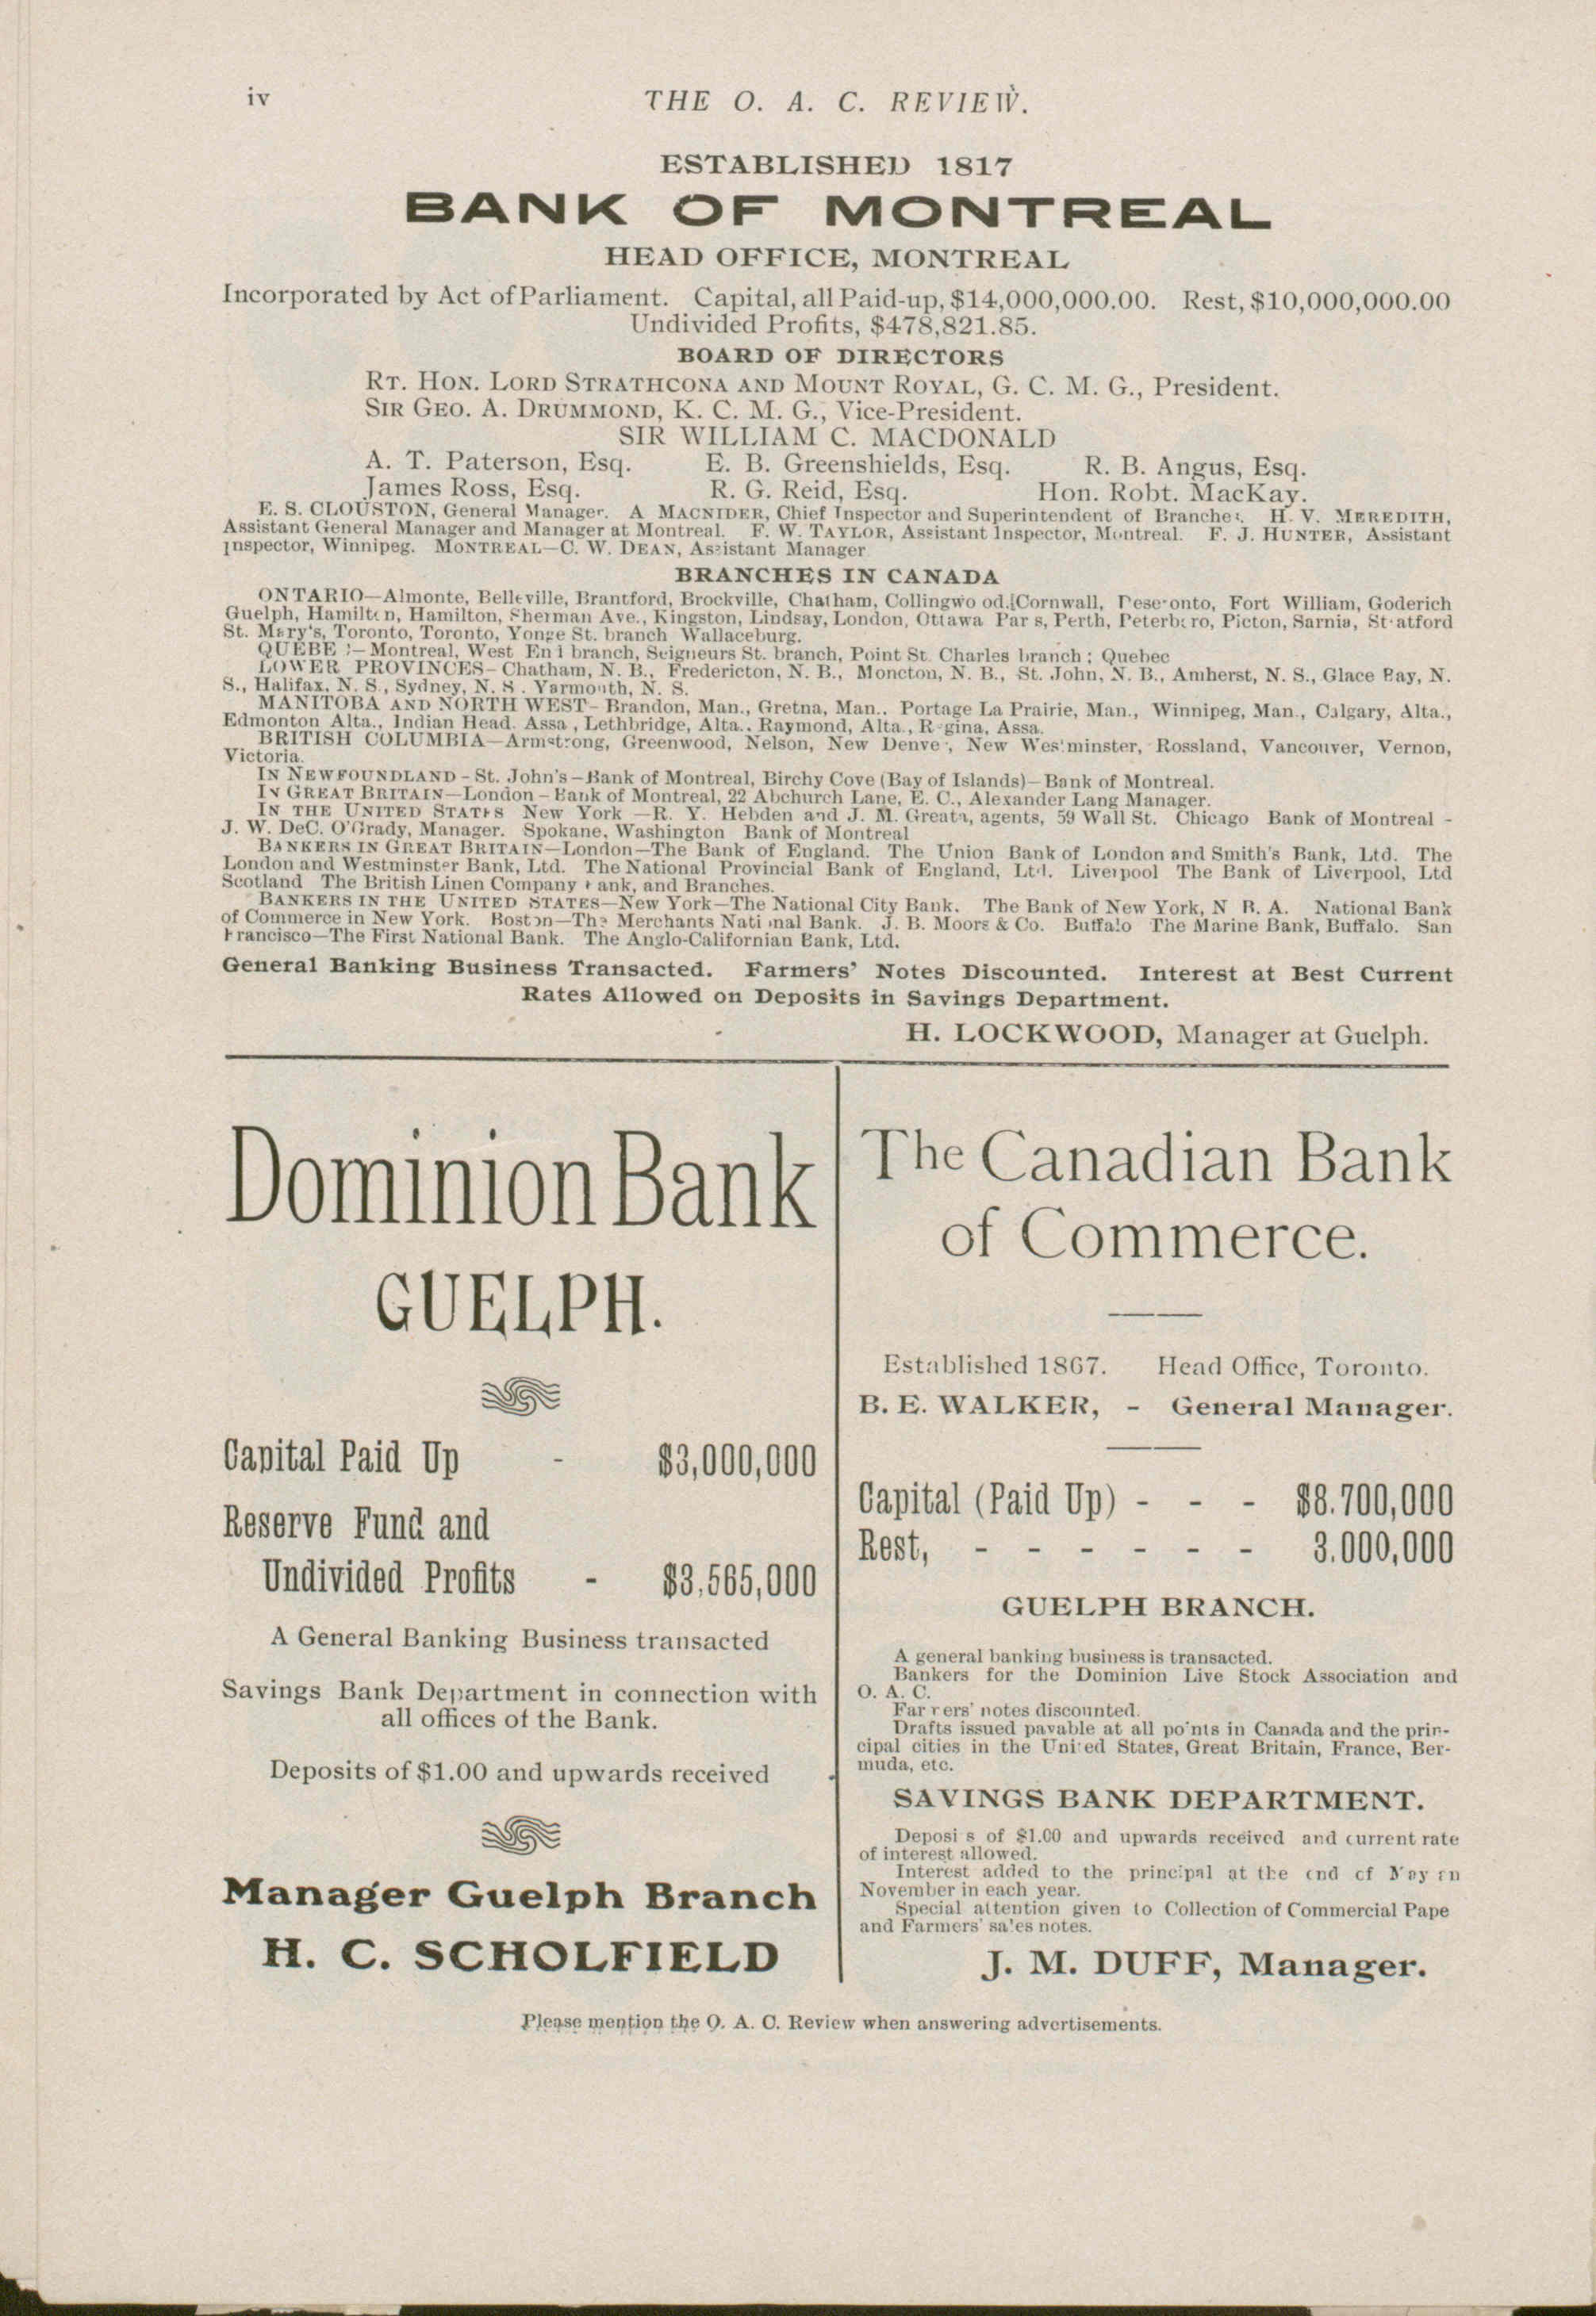 iv
THE O. A. C. REVIEW.
ESTABLISHED 1817
BANK OF MONTREAL
HEAD OFFICE, MONTREAL
Incorporated by Act of Parliament. Capital, all Paid-up, $14,000,000.00. Rest, $10,000,000.00
Undivided Profits, $478,821.85.
BOARD OF DIRECTORS
RT. HON. LORD STRATHCONA AND MOUNT ROYAL, G. C. M. G., President.
SIR GEO. A. DRUMMOND, K. C. M. G., Vice-President.
SIR WILLIAM C. MACDONALD
A. T. Paterson, Esq. E. B. Greenshields, Esq. R. B. Angus, Esq.
James Ross, Esq. R. G. Reid, Esq. Hon. Robt. MacKay.
E. S. CLOUSTON, General Manager. A MACNIDER, Chief Inspector and Superintendent of Branches. H. V. MEREDITH,
Assistant General Manager and Manager at Montreal. F. W. TAYLOR, Assistant Inspector, Montreal. F. J. HUNTER, Assistant
Inspector, Winnipeg. MONTREAL—C. W. DEAN, Assistant Manager
BRANCHES IN CANADA
ONTARIO—Almonte, Belleville, Brantford, Brockville, Chatham, Collingwo od, Cornwall, Deseronto, Fort William, Goderich
Guelph, Hamilton, Hamilton, Sherman Ave., Kingston, Lindsay, London, Ottawa Par s, Perth, Peterboro, Picton, Sarnia, Stratford
St. Mary's, Toronto, Toronto, Yonge St. branch Wallaceburg.
QUEBE :—Montreal, West End branch, Seigneurs St. branch, Point St. Charles branch; Quebec
LOWER PROVINCES—Chatham, N. B., Fredericton, N. B., Moncton, N. B., St. John, N. B., Amherst, N. S., Glace Bay, N.
S., Halifax, N. S., Sydney, N. S. Yarmouth, N. S.
MANITOBA AND NORTH WEST—Brandon, Man., Gretna, Man., Portage La Prairie, Man., Winnipeg, Man., Calgary, Alta.,
Edmonton Alta., Indian Head. Assa, Lethbridge, Alta., Raymond, Alta., Regina, Assa.
BRITISH COLUMBIA—Armstrong, Greenwood, Nelson, New Denver, New Westminster, Rossland, Vancouver, Vernon,
Victoria.
IN NEWFOUNDLAND-St. John's—Bank of Montreal, Birchy Cove (Bay of Islands)—Bank of Montreal.
IN GREAT BRITAIN—London—Bank of Montreal, 22 Abchurch Lane, E. C., Alexander Lang Manager.
IN THE UNITED STATES New York —R. Y. Hebden and J. M. Greata, agents, 59 Wall St. Chicago Bank of Montreal -
J. W. DeC. O'Grady, Manager. Spokane, Washington Bank of Montreal
BANKERS IN GREAT BRITAIN—London—The Bank of England. The Union Bank of London and Smith's Bank, Ltd. The
London and Westminster Bank, Ltd. The National Provincial Bank of England, Ltd. Liverpool The Bank of Liverpool, Ltd
Scotland The British Linen Company Bank, and Branches.
BANKERS IN THE UNITED STATES—New York—The National City Bank. The Bank of New York, N B. A. National Bank
of Commerce in New York. Boston—The Merchants National Bank. J. B. Moors & Co. Buffalo The Marine Bank, Buffalo. San
Francisco—The First National Bank. The Anglo-Californian Bank, Ltd.
General Banking Business Transacted. Farmers' Notes Discounted. Interest at Best Current
Rates Allowed on Deposits in Savings Department.
H. LOCKWOOD, Manager at Guelph.
Dominion Bank
GUELPH.
Capital Paid Up - $3,000,000
Reserve Fund and
Undivided Profits - $3,565,000
A General Banking Business transacted
Savings Bank Department in connection with
all offices of the Bank.
Deposits of $1.00 and upwards received
Manager Guelph Branch
H. C. SCHOLFIELD
The Canadian Bank
of Commerce.
Established 1867. Head Office, Toronto.
B. E. WALKER, - General Manager.
Capital (Paid Up) - - - $8.700,000
Rest, - - - - - - 3.000,000
GUELPH BRANCH.
A general banking business is transacted.
Bankers for the Dominion Live Stock Association and
O. A. C.
Farmers' notes discounted.
Drafts issued payable at all points in Canada and the prin-
cipal cities in the United States, Great Britain, France, Ber-
muda, etc.
SAVINGS BANK DEPARTMENT.
Deposi s of $1.00 and upwards received and current rate
of interest allowed.
Interest added to the principal at the end of May
November in each year.
Special attention given to Collection of Commercial Pape
and Farmers' sales notes.
J. M. DUFF, Manager.
Please mention the O. A. C. Review when answering advertisements.